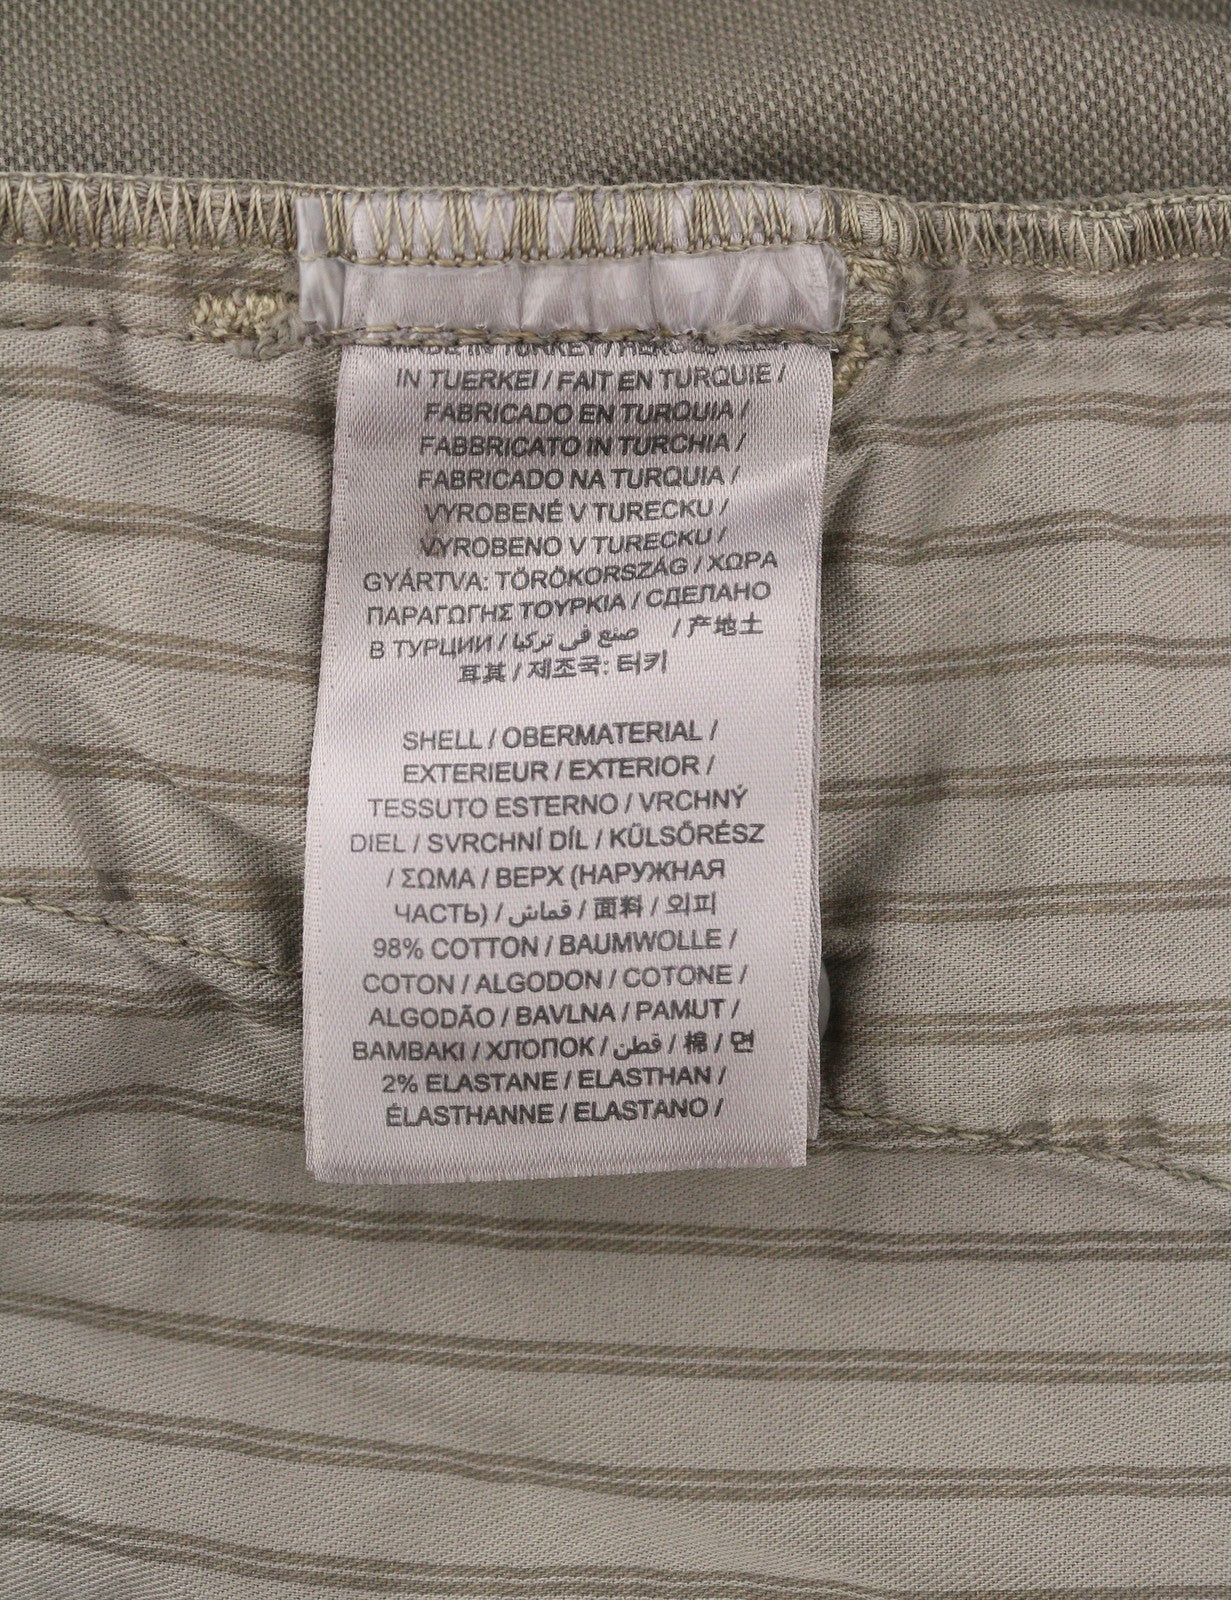 MADE IN TURKEY /
IN TUERKEI / FAIT EN TURQUIE /
FABRICADO EN TURQUIA /
FABBRICATO IN TURCHIA /
FABRICADO NA TURQUIA /
VYROBENÉ V TURECKU /
VYROBENO V TURECKU /
GYÁRTVA: TÖRÖKORSZÁG / ΧΩΡΑ
ΠΑΡΑΓΩΓΗΣ ΤΟΥΡΚΙΑ / СДЕЛАНО
В ТУРЦИИ / صنع في تركيا / 产地土
耳其 / 제조국: 터키
SHELL / OBERMATERIAL /
EXTERIEUR / EXTERIOR /
TESSUTO ESTERNO / VRCHNÝ
DIEL / SVRCHNÍ DÍL / KŰLSŐRÉSZ
/ ΣΩΜΑ / ВЕРХ (НАРУЖНАЯ
ЧАСТЬ) / قماش / 面料 / 외피
98% COTTON / BAUMWOLLE /
COTON / ALGODON / COTONE /
ALGODÃO / BAVLNA / PAMUT /
BAMBAKI / ХЛОПОК / قطن / 棉 / 면
2% ELASTANE / ELASTHAN /
ÉLASTHANNE / ELASTANO /